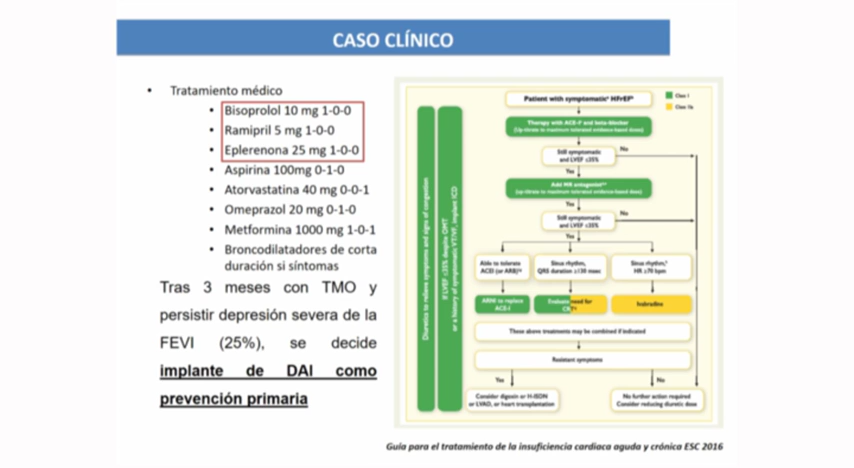 CASO CLÍNICO
• Tratamiento médico
• Bisoprolol 10 mg 1-0-0
• Ramipril 5 mg 1-0-0
• Eplerenona 25 mg 1-0-0
• Aspirina 100mg 0-1-0
• Atorvastatina 40 mg 0-0-1
• Omeprazol 20 mg 0-1-0
• Metformina 1000 mg 1-0-1
• Broncodilatadores de corta
duración si síntomas
Tras 3 meses con TMO y
persistir depresión severa de la
FEVI (25%), se decide
implante de DAI como
prevención primaria
Diuretics to relieve symptoms and signs of congestion
If LVEF ≤35% despite OMT
or a history of symptomatic VT/VF, implant ICD
Patient with symptomatic HFrEF
Class I
Class IIa
Therapy with ACE-I and beta-blocker
(Up-titrate to maximum tolerated evidence-based doses)
Still symptomatic
and LVEF ≤35%
No
Yes
Add MR antagonist
(up-titrate to maximum tolerated evidence-based dose)
Yes
Still symptomatic
and LVEF ≤35%
No
Yes
Able to tolerate
ACEI (or ARB)
Sinus rhythm,
QRS duration ≥130 msec
Sinus rhythm,
HR ≥70 bpm
ARNI to replace
ACE-I
Evaluate need for
CRT
Ivabradine
These above treatments may be combined if indicated
Resistant symptoms
Yes
No
Consider digoxin or H-ISDN
or LVAD, or heart transplantation
No further action required
Consider reducing diuretic dose
Guía para el tratamiento de la insuficiencia cardiaca aguda y crónica ESC 2016